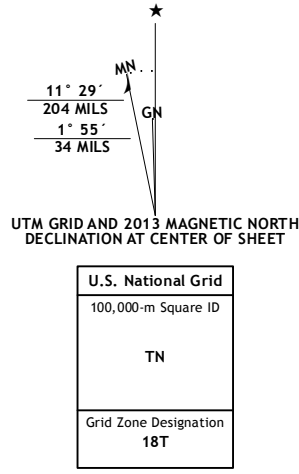 ★
MN
11° 29´
204 MILS
GN
1° 55´
34 MILS
UTM GRID AND 2013 MAGNETIC NORTH
DECLINATION AT CENTER OF SHEET
U.S. National Grid
100,000-m Square ID
TN
Grid Zone Designation
18T